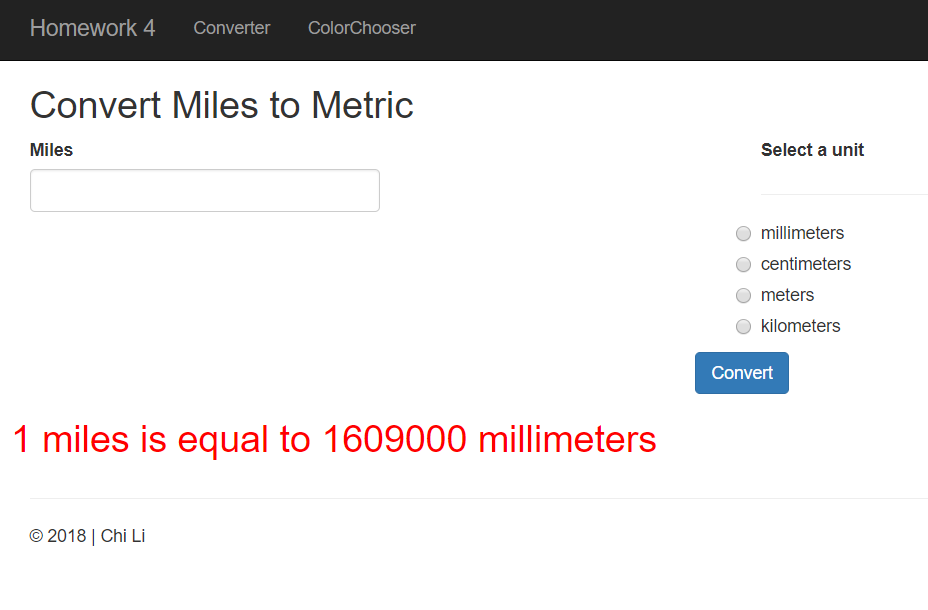 Homework 4 Converter ColorChooser
Convert Miles to Metric
Miles
Select a unit
millimeters
centimeters
meters
kilometers
Convert
1 miles is equal to 1609000 millimeters
© 2018 | Chi Li